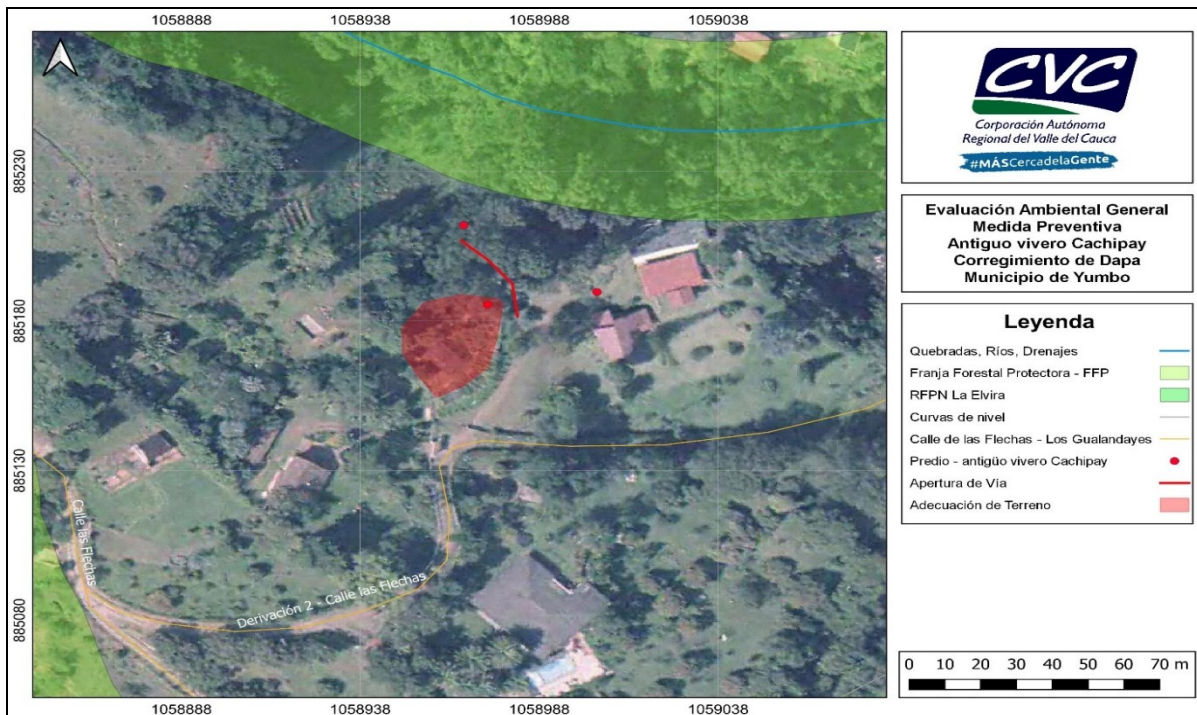 1058888 1058938 1058988 1059038
885230
885180
885130
885080
Calle las Flechas
Derivación 2 - Calle las Flechas
1058888 1058938 1058988 1059038
CVC
Corporación Autónoma
Regional del Valle del Cauca
#MÁSCercadelaGente
Evaluación Ambiental General
Medida Preventiva
Antiguo vivero Cachipay
Corregimiento de Dapa
Municipio de Yumbo
Leyenda
Quebradas, Ríos, Drenajes
Franja Forestal Protectora - FFP
RFPN La Elvira
Curvas de nivel
Calle de las Flechas - Los Gualandayes
Predio - antigüo vivero Cachipay
Apertura de Vía
Adecuación de Terreno
0 10 20 30 40 50 60 70 m